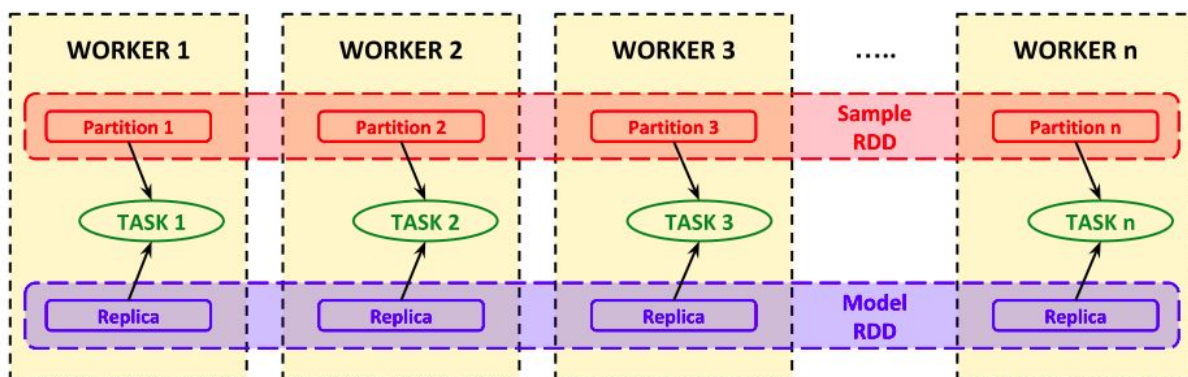 WORKER 1
WORKER 2
WORKER 3
.....
WORKER n
Partition 1
Partition 2
Partition 3
Sample
RDD
Partition n
TASK 1
TASK 2
TASK 3
TASK n
Replica
Replica
Replica
Model
RDD
Replica